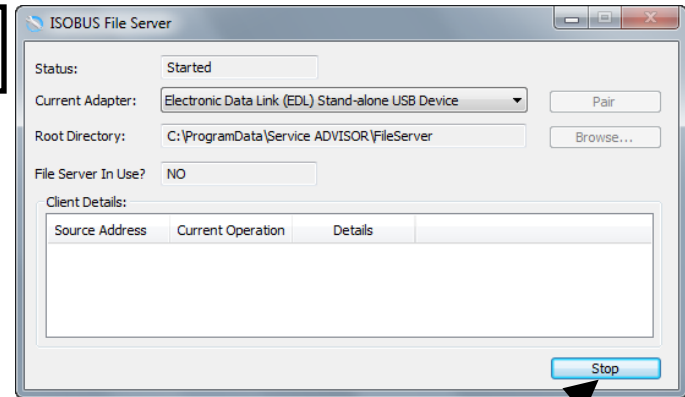 ISOBUS File Server
Status: Started
Current Adapter: Electronic Data Link (EDL) Stand-alone USB Device Pair
Root Directory: C:\ProgramData\Service ADVISOR\FileServer Browse...
File Server In Use? NO
Client Details:
Source Address Current Operation Details
Stop